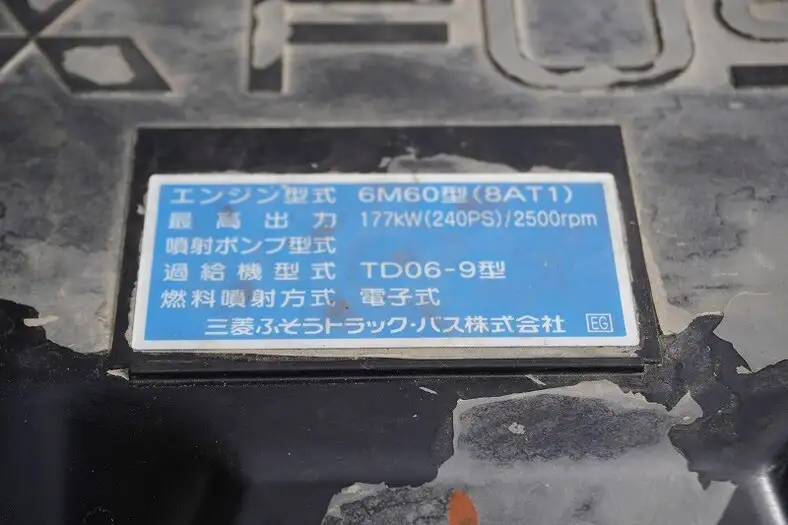 FUS
エンジン型式 6M60型(8AT1)
最高出力 177kW(240PS)/2500rpm
噴射ポンプ型式
過給機型式 TD06-9型
燃料噴射方式 電子式
三菱ふそうトラック・バス株式会社 EG